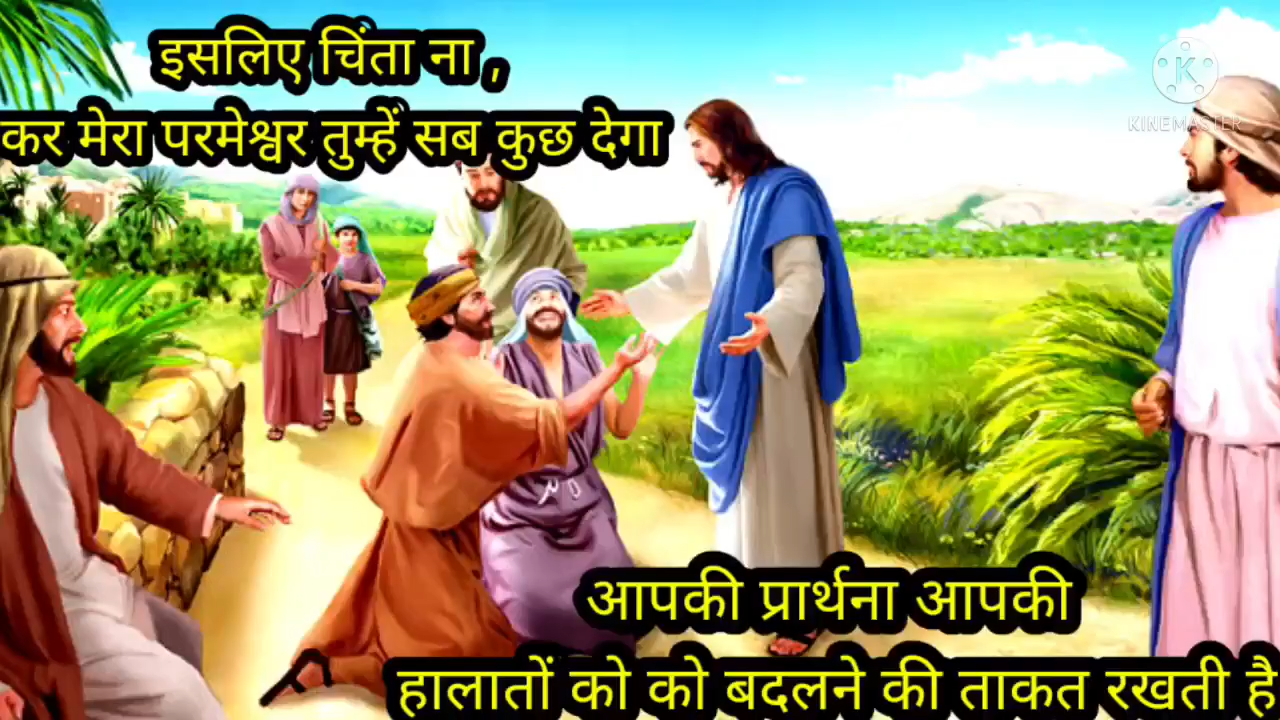 इसलिए चिंता ना ,
कर मेरा परमेश्वर तुम्हें सब कुछ देगा
K
KINEMASTER
आपकी प्रार्थना आपकी
हालातों को को बदलने की ताकत रखती है